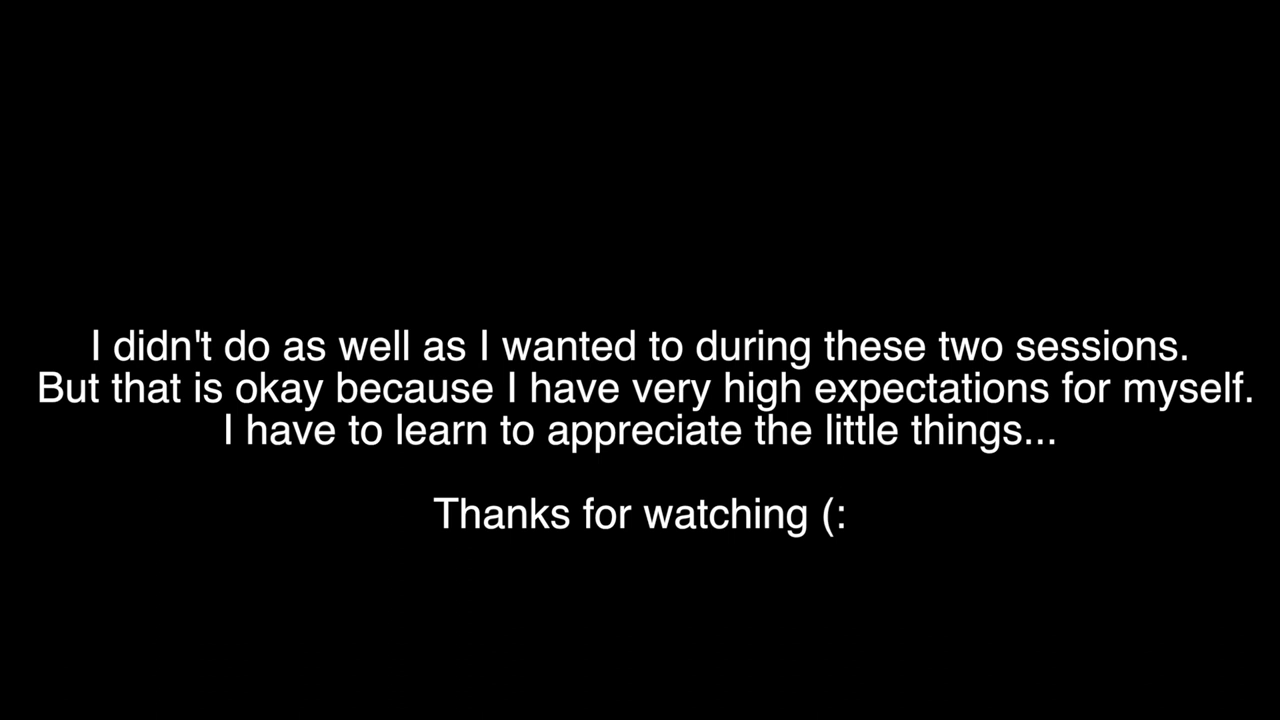 I didn't do as well as I wanted to during these two sessions.
But that is okay because I have very high expectations for myself.
I have to learn to appreciate the little things...
Thanks for watching (: